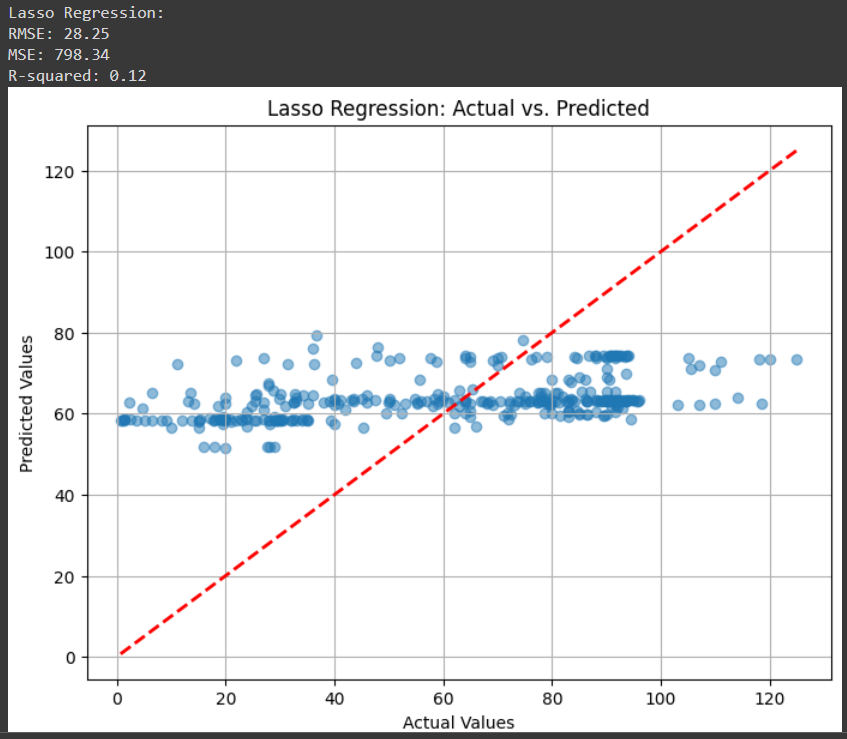 Lasso Regression:
RMSE: 28.25
MSE: 798.34
R-squared: 0.12
Lasso Regression: Actual vs. Predicted
120
100
80
60
40
20
0
Predicted Values
0 20 40 60 80 100 120
Actual Values